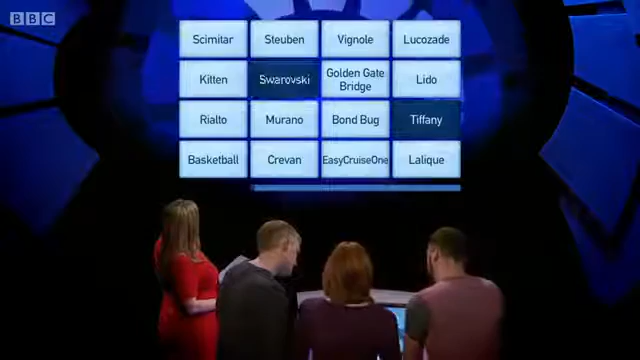 BBC
Scimitar Steuben Vignole Lucozade
Kitten Swarovski Golden Gate Bridge Lido
Rialto Murano Bond Bug Tiffany
Basketball Crevan EasyCruiseOne Lalique